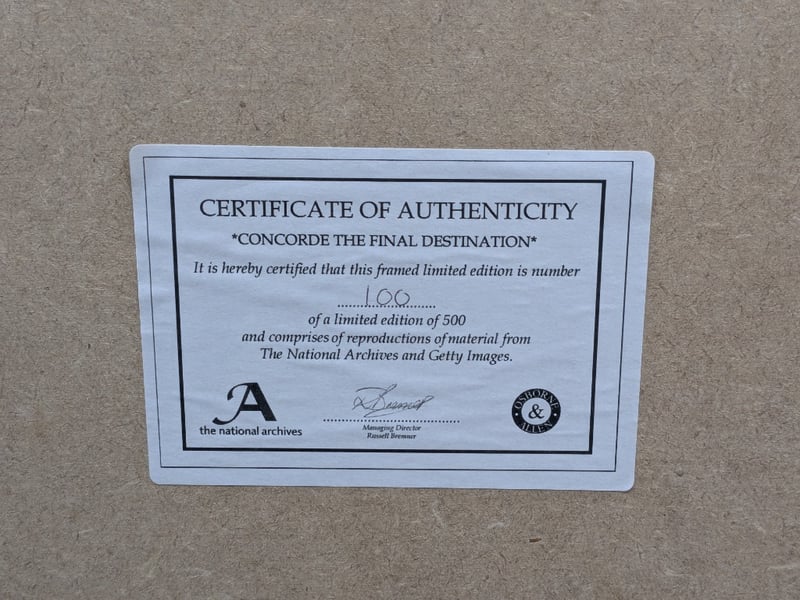 CERTIFICATE OF AUTHENTICITY
*CONCORDE THE FINAL DESTINATION*
It is hereby certified that this framed limited edition is number
100
of a limited edition of 500
and comprises of reproductions of material from
The National Archives and Getty Images.
A
the national archives
R Bremner
Managing Director
Russell Bremner
OSBORNE
&
ALLEN